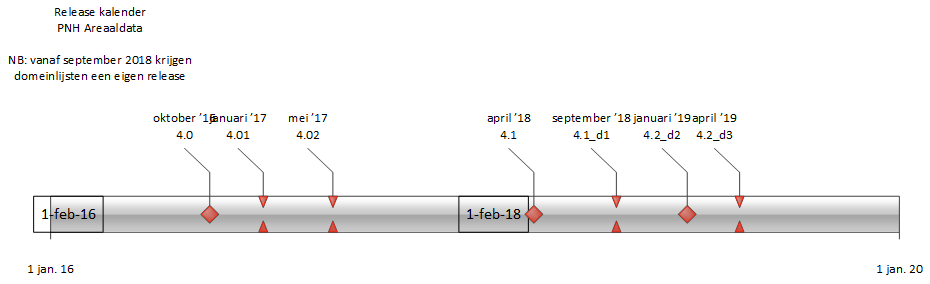 Release kalender
PNH Areaaldata
NB: vanaf september 2018 krijgen
domeinlijsten een eigen release
oktober ’16
4.0
januari ’17
4.01
mei ’17
4.02
april ’18
4.1
september ’18
4.1_d1
januari ’19
4.2_d2
april ’19
4.2_d3
1-feb-16
1-feb-18
1 jan. 16
1 jan. 20